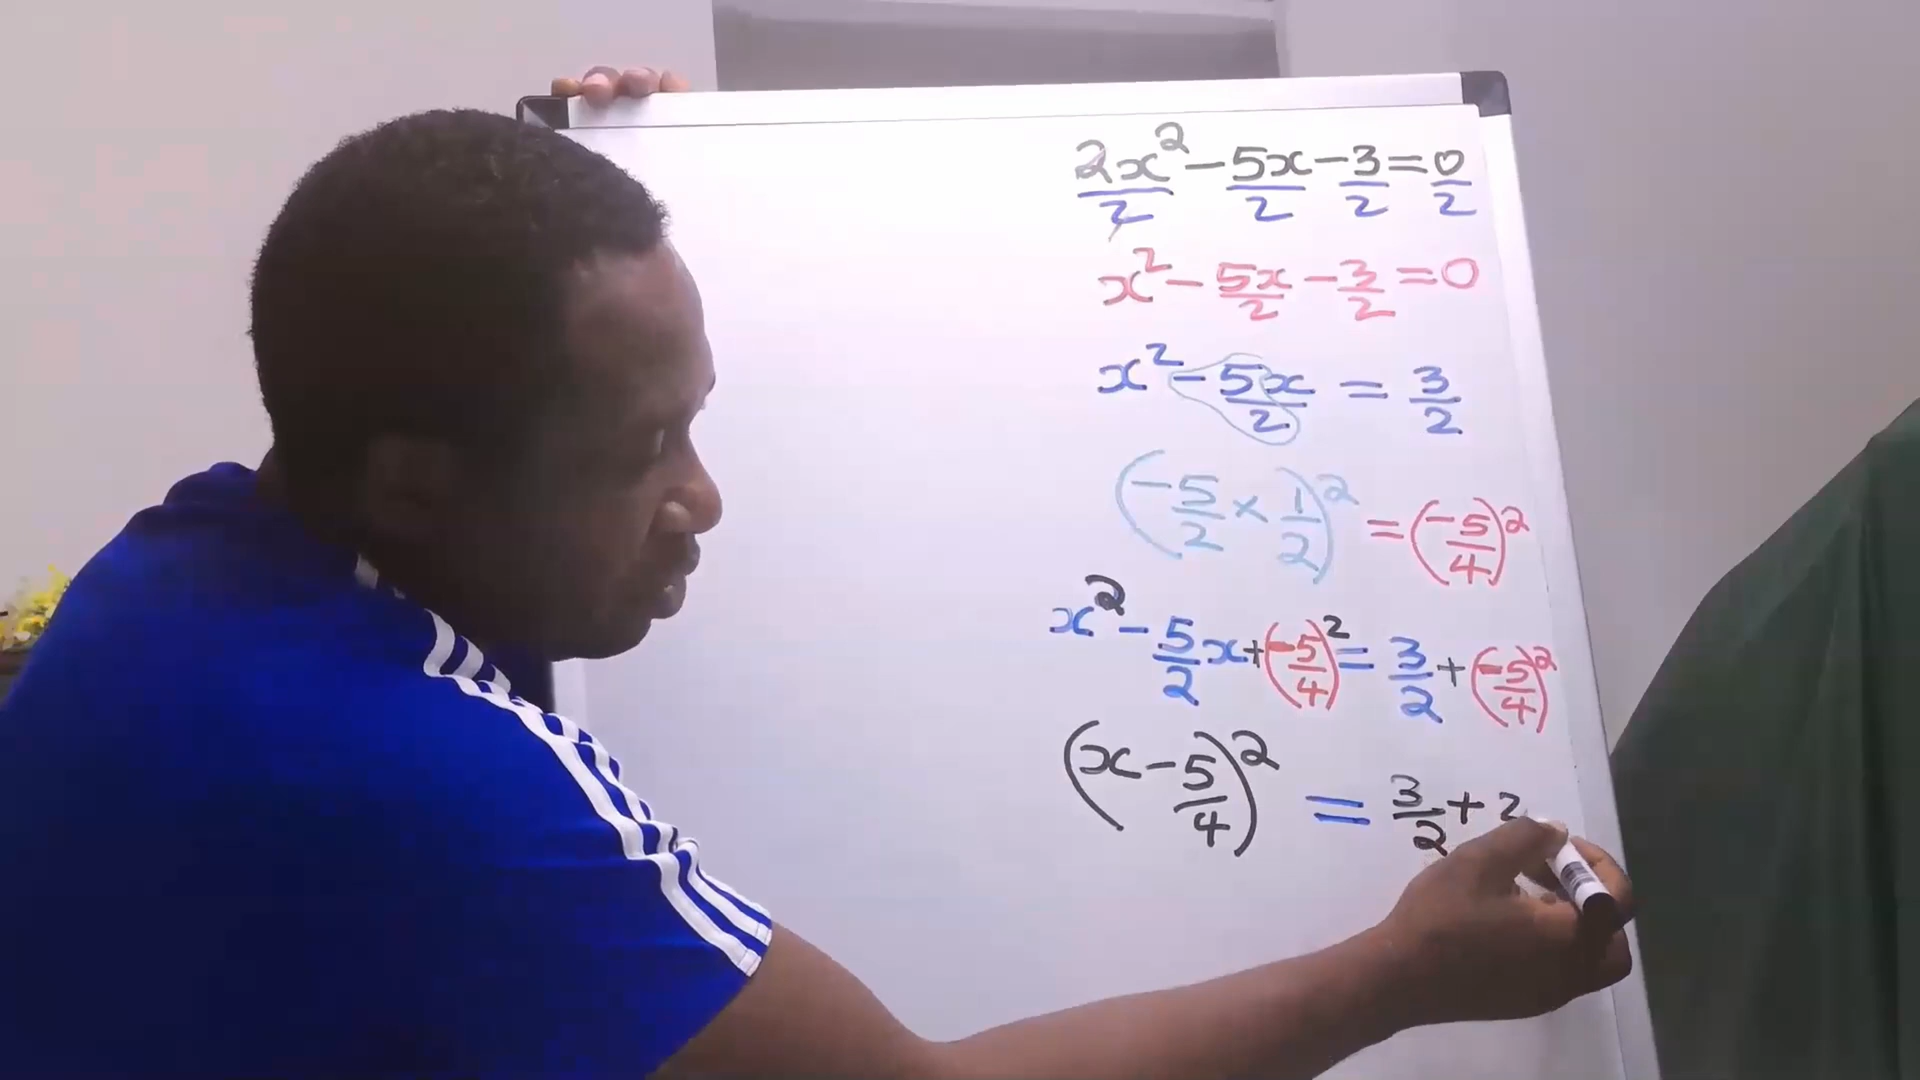 2x²/2 - 5x/2 - 3/2 = 0/2
x² - 5x/2 - 3/2 = 0
x² - 5x/2 = 3/2
(-5/2 × 1/2)² = (-5/4)²
x² - 5/2 x + (-5/4)² = 3/2 + (-5/4)²
(x - 5/4)² = 3/2 + 2